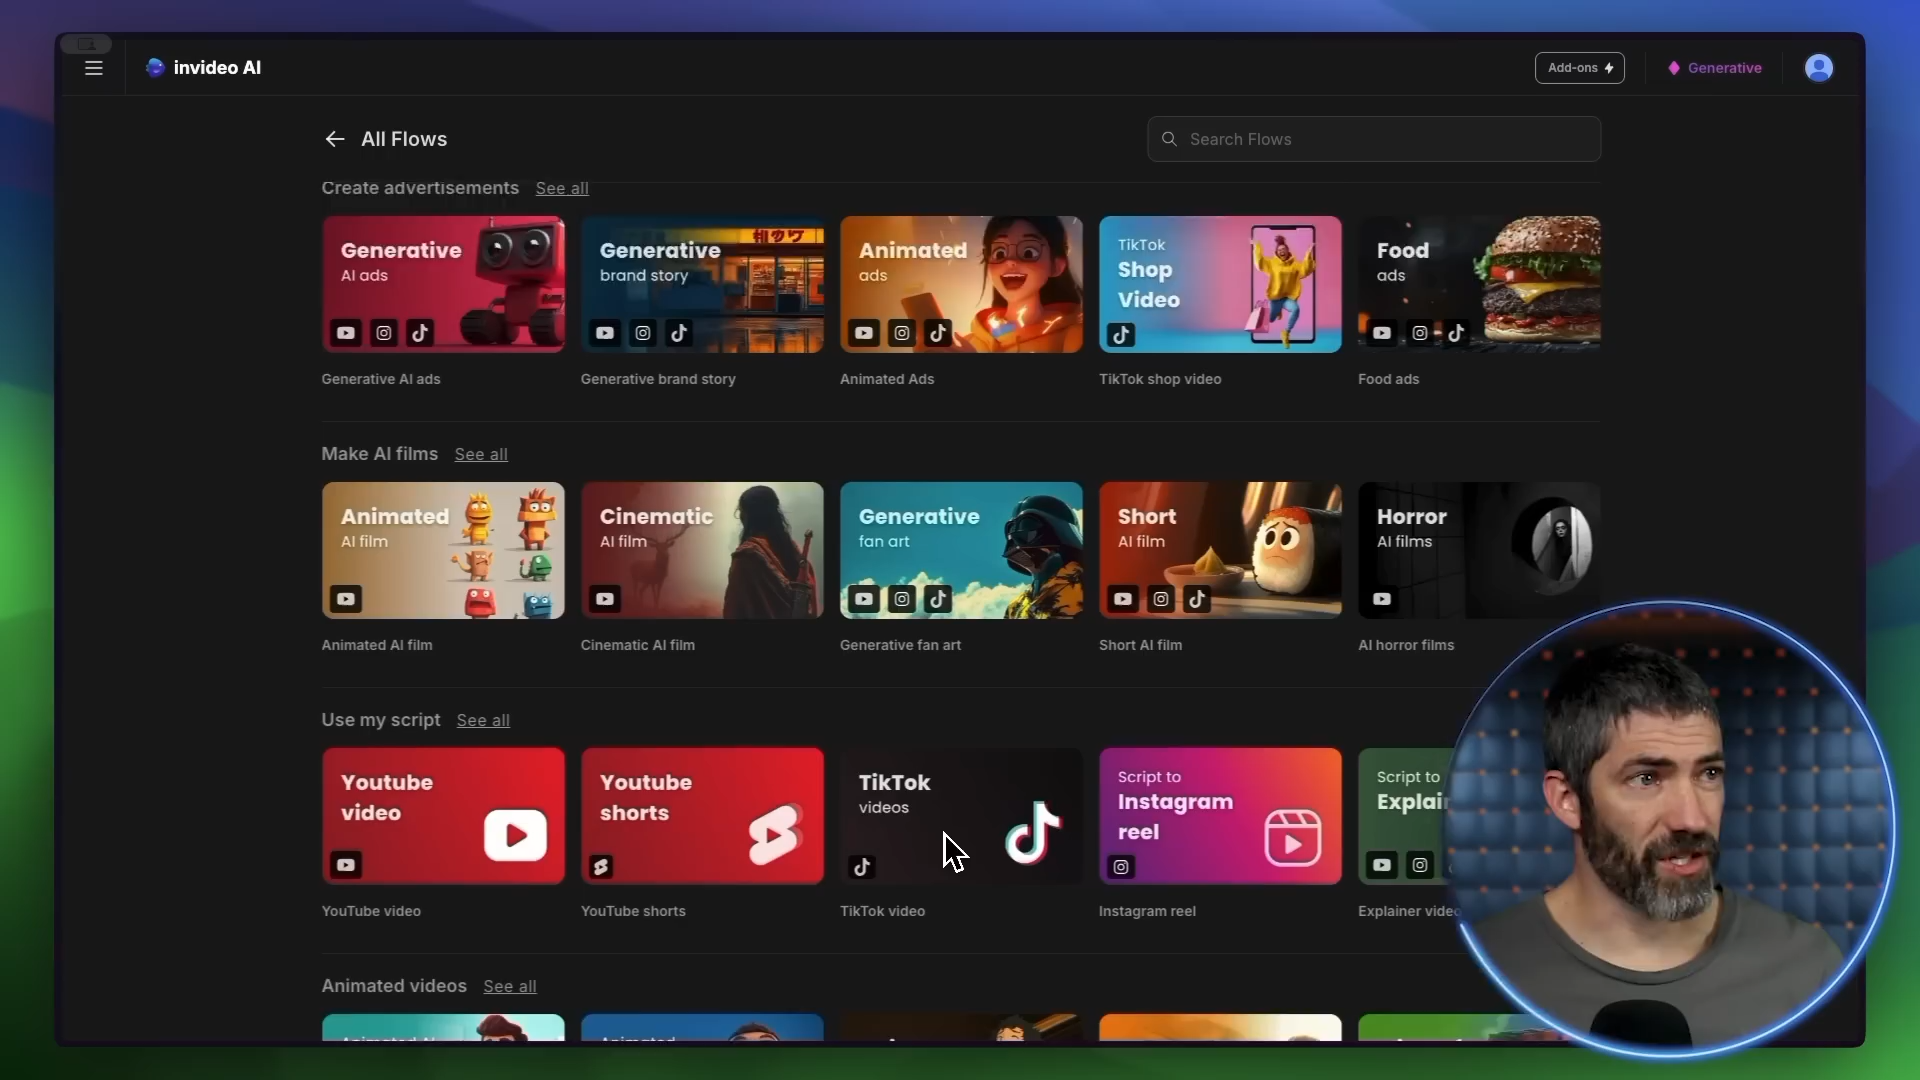 invideo AI
Add-ons
Generative
All Flows
Search Flows
Create advertisements See all
Generative
AI ads
Generative
brand story
Animated
ads
TikTok
Shop
Video
Food
ads
Generative AI ads
Generative brand story
Animated Ads
TikTok shop video
Food ads
Make AI films See all
Animated
AI film
Cinematic
AI film
Generative
fan art
Short
AI film
Horror
AI films
Animated AI film
Cinematic AI film
Generative fan art
Short AI film
AI horror films
Use my script See all
Youtube
video
Youtube
shorts
TikTok
videos
Script to
Instagram
reel
Script to
YouTube video
YouTube shorts
TikTok video
Instagram reel
Explainer video
Animated videos See all